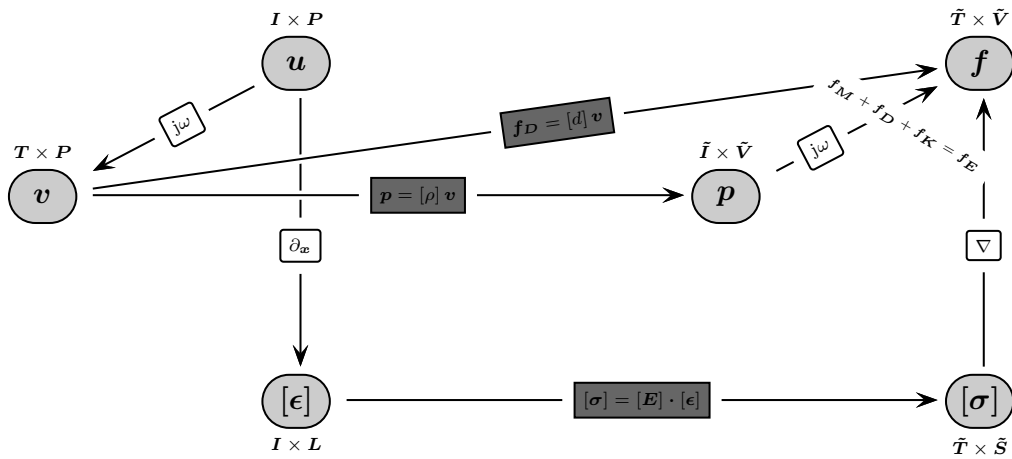 I × P
T̃ × Ṽ
u
f
jω
f_D = [d] v
f_M + f_D + f_K = f_E
jω
T × P
Ĩ × Ṽ
v
p = [ρ] v
p
∂_x
∇
[ϵ]
[σ] = [E] · [ϵ]
[σ]
I × L
T̃ × S̃